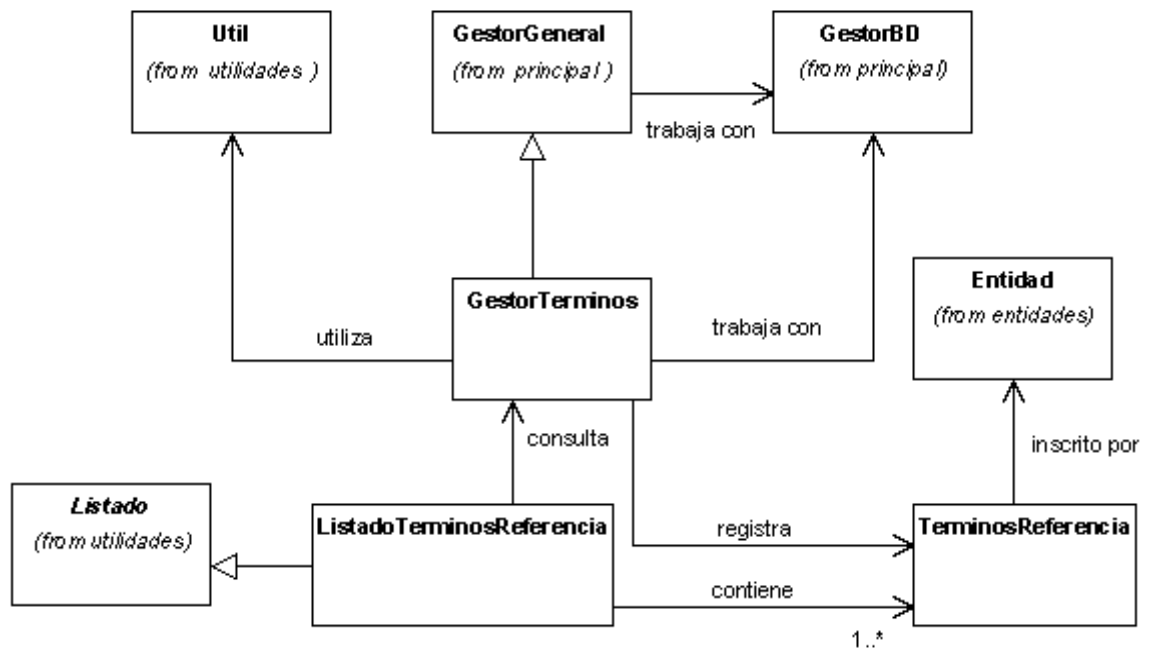 Util
(from utilidades )
GestorGeneral
(from principal )
GestorBD
(from principal)
trabaja con
GestorTerminos
Entidad
(from entidades)
utiliza
trabaja con
consulta
inscrito por
Listado
(from utilidades)
ListadoTerminosReferencia
TerminosReferencia
registra
contiene
1..*